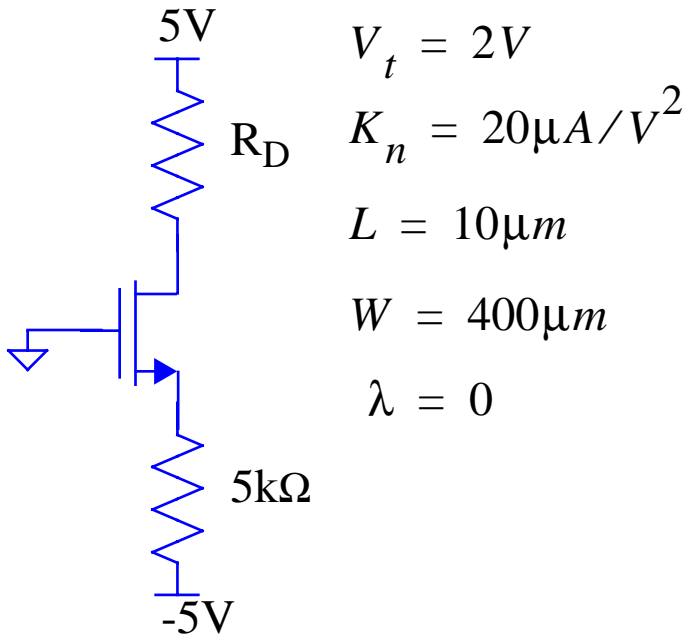 5V
R_D
5kΩ
-5V
V_t = 2V
K_n = 20μA/V^2
L = 10μm
W = 400μm
λ = 0